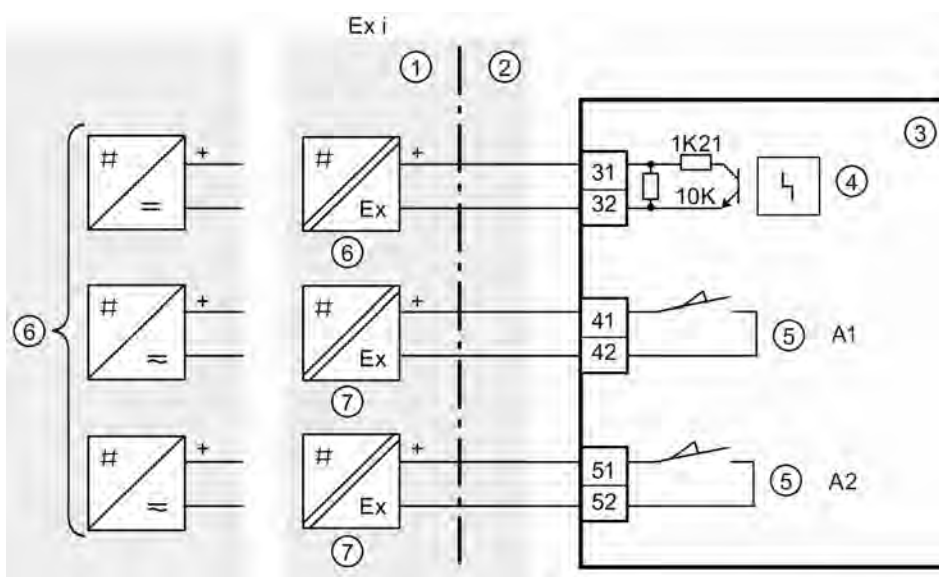 Ex i
① ②
③
# = +
# Ex +
⑥
31
32
1K21
10K
④
⑥
# ≂ +
# Ex +
⑦
41
42
⑤ A1
# ≂ +
# Ex +
⑦
51
52
⑤ A2